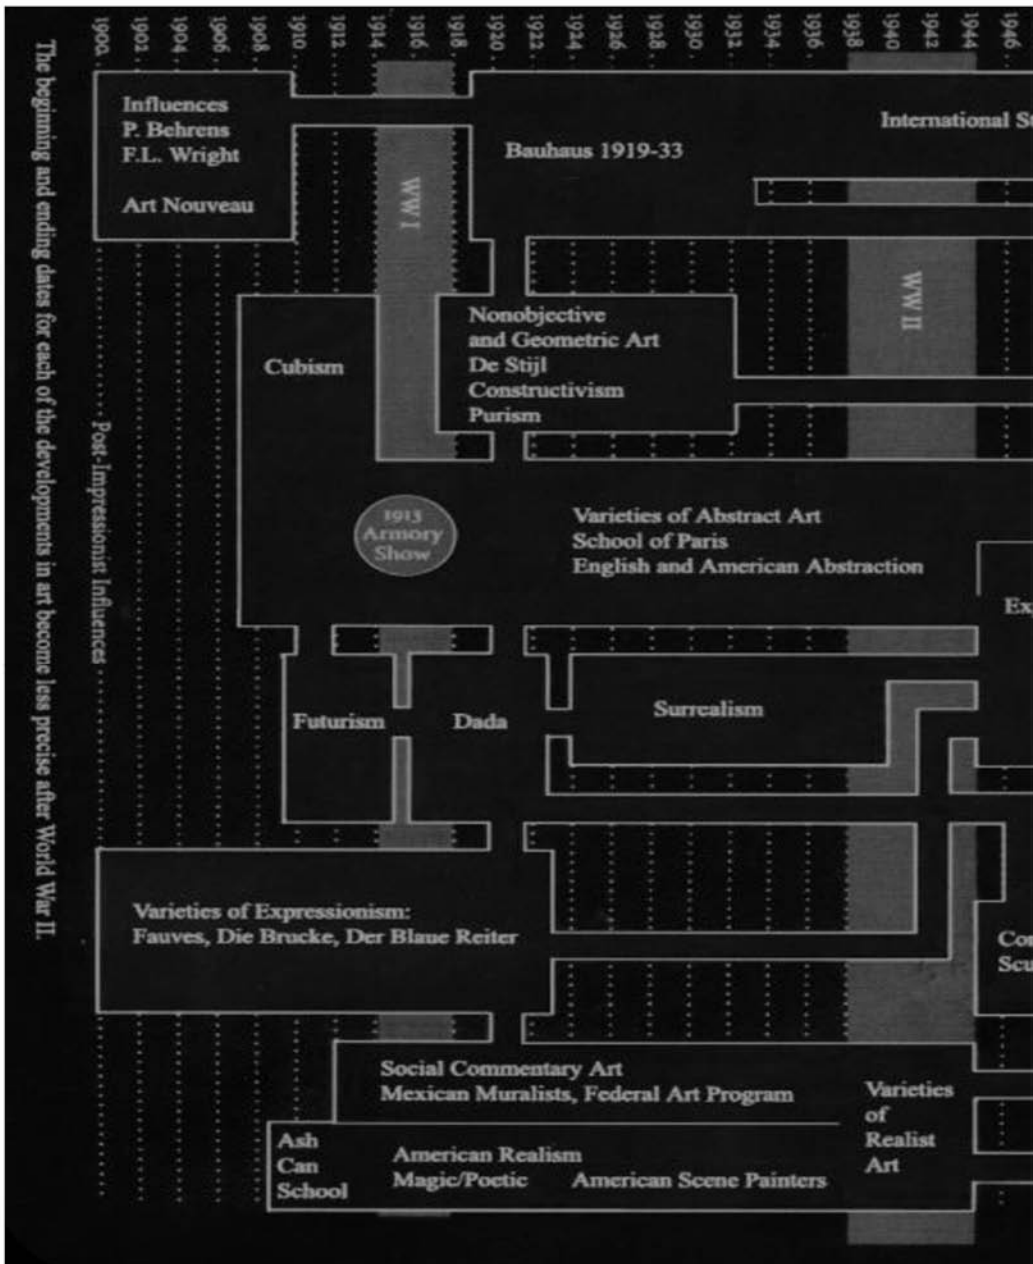 1900
1902
1904
1906
1908
1910
1912
1914
1916
1918
1920
1922
1924
1926
1928
1930
1932
1934
1936
1938
1940
1942
1944
1946
Influences
P. Behrens
F.L. Wright
Art Nouveau
Bauhaus 1919-33
International St
WW I
WW II
Cubism
Nonobjective
and Geometric Art
De Stijl
Constructivism
Purism
1913
Armory
Show
Varieties of Abstract Art
School of Paris
English and American Abstraction
Ex
Post-Impressionist Influences
Futurism
Dada
Surrealism
Varieties of Expressionism:
Fauves, Die Brucke, Der Blaue Reiter
Con
Scu
Social Commentary Art
Mexican Muralists, Federal Art Program
Varieties
of
Realist
Art
Ash
Can
School
American Realism
Magic/Poetic
American Scene Painters
The beginning and ending dates for each of the developments in art become less precise after World War II.